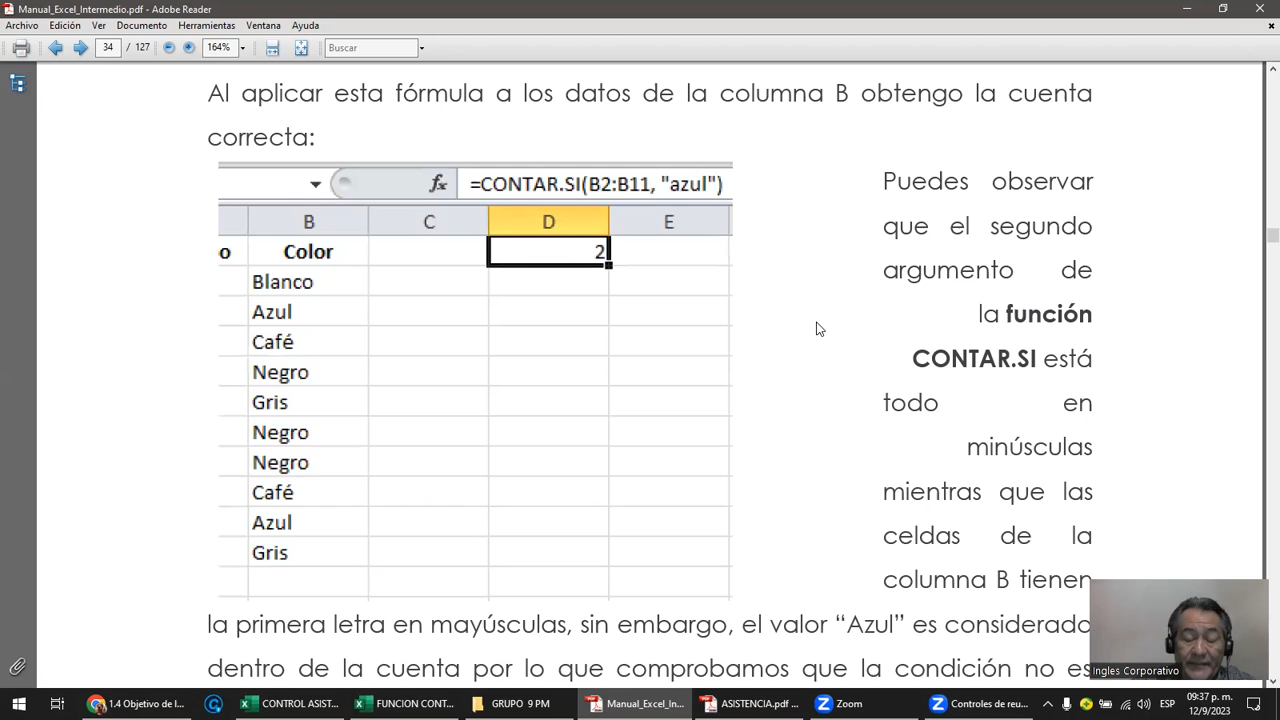 Manual_Excel_Intermedio.pdf - Adobe Reader
Archivo Edición Ver Documento Herramientas Ventana Ayuda
34 / 127 164% Buscar
Al aplicar esta fórmula a los datos de la columna B obtengo la cuenta
correcta:
fx =CONTAR.SI(B2:B11, "azul")
B C D E
o Color 2
Blanco
Azul
Café
Negro
Gris
Negro
Negro
Café
Azul
Gris
Puedes observar
que el segundo
argumento de
la función
CONTAR.SI está
todo en
minúsculas
mientras que las
celdas de la
columna B tienen
la primera letra en mayúsculas, sin embargo, el valor “Azul” es considerado
dentro de la cuenta por lo que comprobamos que la condición no es
Ingles Corporativo
1.4 Objetivo de l... CONTROL ASIST... FUNCION CONT... GRUPO 9 PM Manual_Excel_In... ASISTENCIA.pdf -... Zoom Controles de reu... ESP 09:37 p. m.
12/9/2023